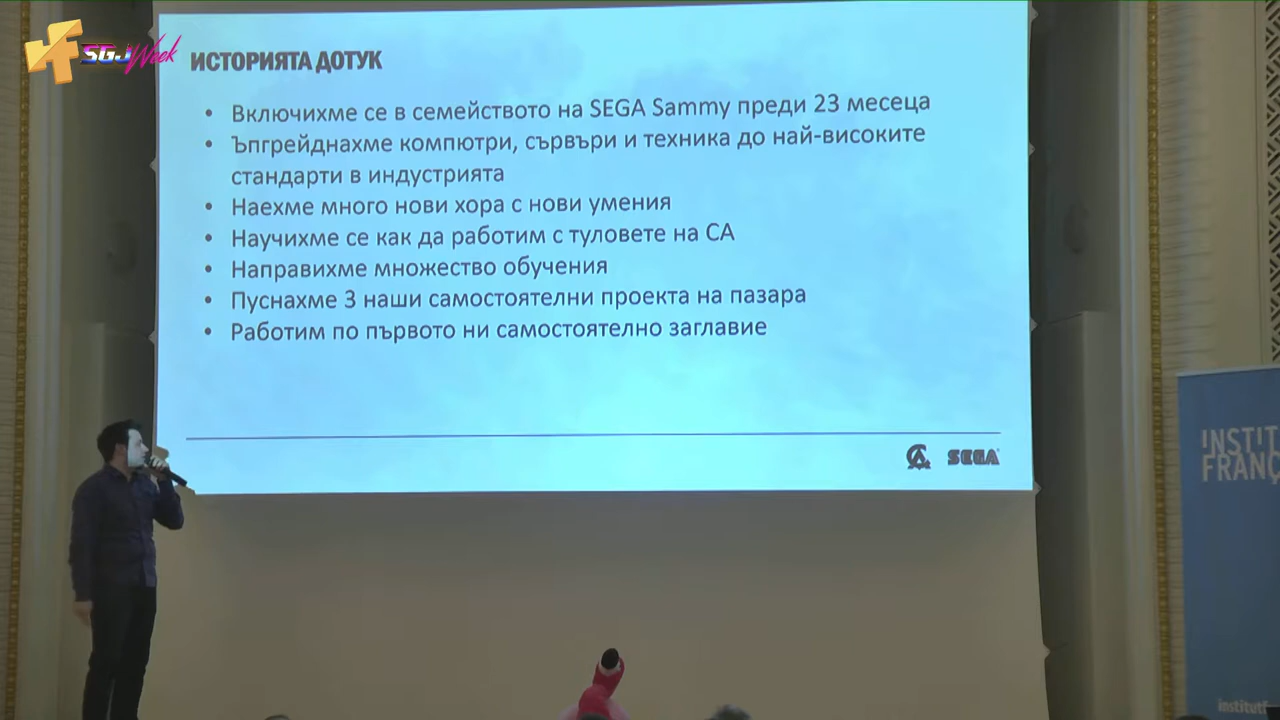 SGJ Week
ИСТОРИЯТА ДОТУК
• Включихме се в семейството на SEGA Sammy преди 23 месеца
• Ъпгрейднахме компютри, сървъри и техника до най-високите
стандарти в индустрията
• Наехме много нови хора с нови умения
• Научихме се как да работим с туловете на СА
• Направихме множество обучения
• Пуснахме 3 наши самостоятелни проекта на пазара
• Работим по първото ни самостоятелно заглавие
SEGA
INSTIT
FRANÇ
institutf